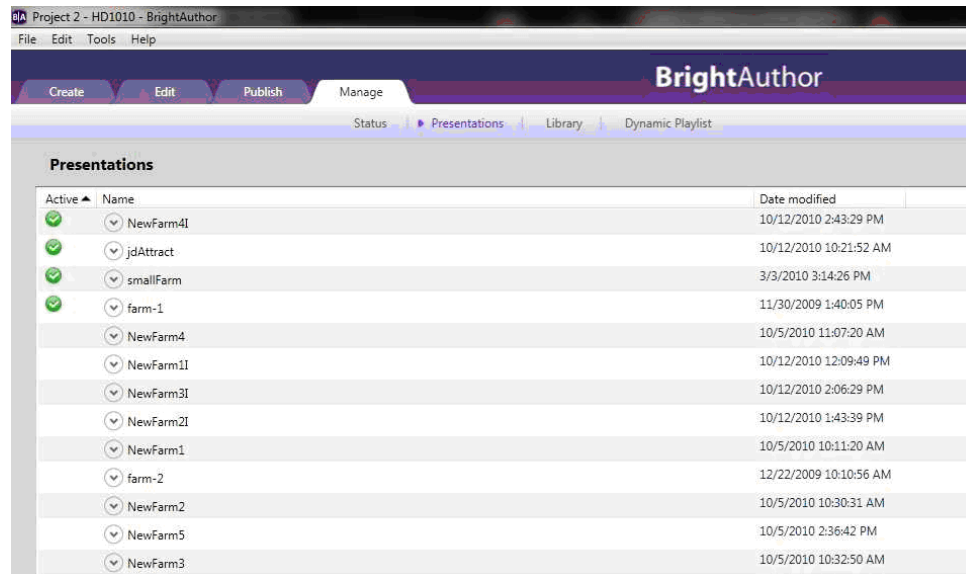 BA Project 2 - HD1010 - BrightAuthor
File Edit Tools Help
BrightAuthor
Create Edit Publish Manage
Status Presentations Library Dynamic Playlist
Presentations
Active Name Date modified
NewFarm4I 10/12/2010 2:43:29 PM
jdAttract 10/12/2010 10:21:52 AM
smallFarm 3/3/2010 3:14:26 PM
farm-1 11/30/2009 1:40:05 PM
NewFarm4 10/5/2010 11:07:20 AM
NewFarm1I 10/12/2010 12:09:49 PM
NewFarm3I 10/12/2010 2:06:29 PM
NewFarm2I 10/12/2010 1:43:39 PM
NewFarm1 10/5/2010 10:11:20 AM
farm-2 12/22/2009 10:10:56 AM
NewFarm2 10/5/2010 10:30:31 AM
NewFarm5 10/5/2010 2:36:42 PM
NewFarm3 10/5/2010 10:32:50 AM